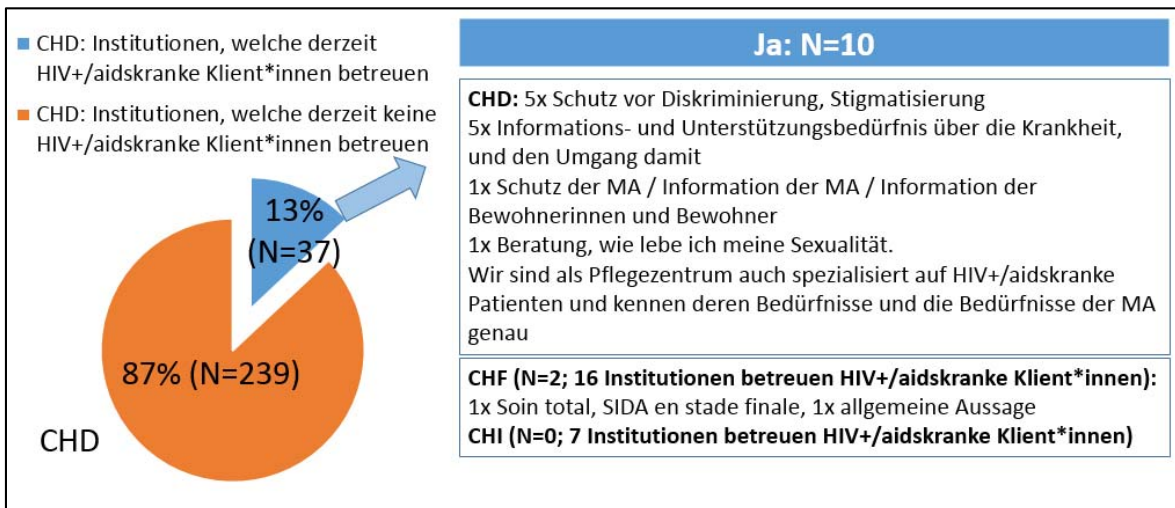 CHD: Institutionen, welche derzeit
HIV+/aidskranke Klient*innen betreuen
CHD: Institutionen, welche derzeit keine
HIV+/aidskranke Klient*innen betreuen
13%
(N=37)
87% (N=239)
CHD
Ja: N=10
CHD: 5x Schutz vor Diskriminierung, Stigmatisierung
5x Informations- und Unterstützungsbedürfnis über die Krankheit,
und den Umgang damit
1x Schutz der MA / Information der MA / Information der
Bewohnerinnen und Bewohner
1x Beratung, wie lebe ich meine Sexualität.
Wir sind als Pflegezentrum auch spezialisiert auf HIV+/aidskranke
Patienten und kennen deren Bedürfnisse und die Bedürfnisse der MA
genau
CHF (N=2; 16 Institutionen betreuen HIV+/aidskranke Klient*innen):
1x Soin total, SIDA en stade finale, 1x allgemeine Aussage
CHI (N=0; 7 Institutionen betreuen HIV+/aidskranke Klient*innen)